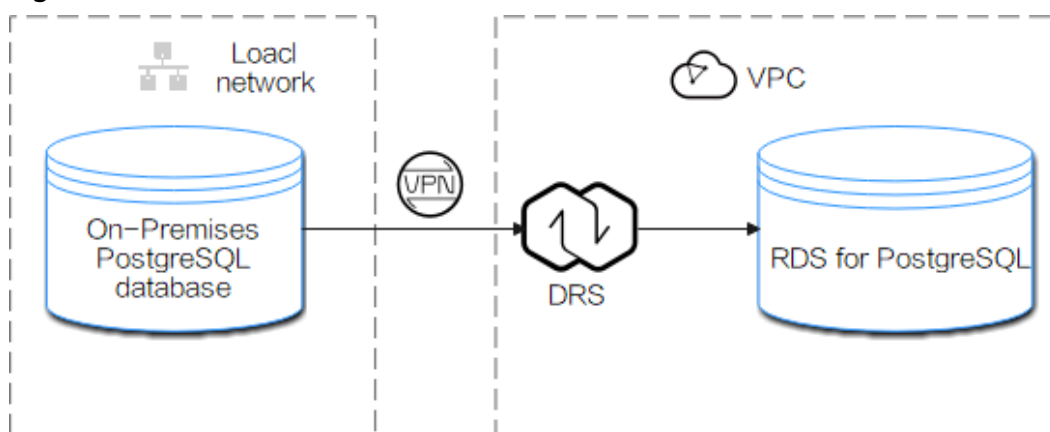 Loacl
network
VPC
VPN
On-Premises
PostgreSQL
database
DRS
RDS for PostgreSQL